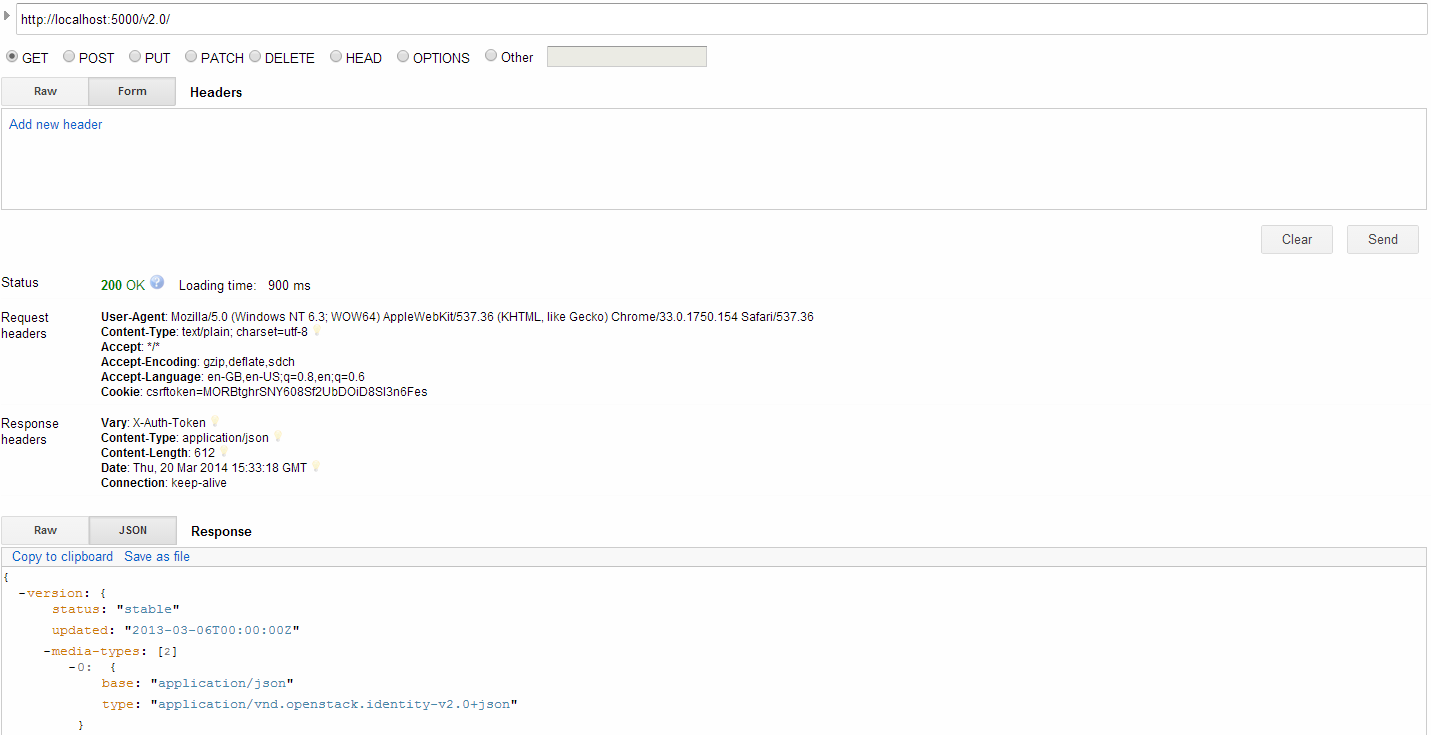 http://localhost:5000/v2.0/
GET POST PUT PATCH DELETE HEAD OPTIONS Other
Raw Form Headers
Add new header
Clear Send
Status 200 OK ? Loading time: 900 ms
Request headers
User-Agent: Mozilla/5.0 (Windows NT 6.3; WOW64) AppleWebKit/537.36 (KHTML, like Gecko) Chrome/33.0.1750.154 Safari/537.36
Content-Type: text/plain; charset=utf-8
Accept: */*
Accept-Encoding: gzip,deflate,sdch
Accept-Language: en-GB,en-US;q=0.8,en;q=0.6
Cookie: csrftoken=MORBtghrSNY608Sf2UbDOiD8SI3n6Fes
Response headers
Vary: X-Auth-Token
Content-Type: application/json
Content-Length: 612
Date: Thu, 20 Mar 2014 15:33:18 GMT
Connection: keep-alive
Raw JSON Response
Copy to clipboard Save as file
{
-version: {
status: "stable"
updated: "2013-03-06T00:00:00Z"
-media-types: [2]
-0: {
base: "application/json"
type: "application/vnd.openstack.identity-v2.0+json"
}